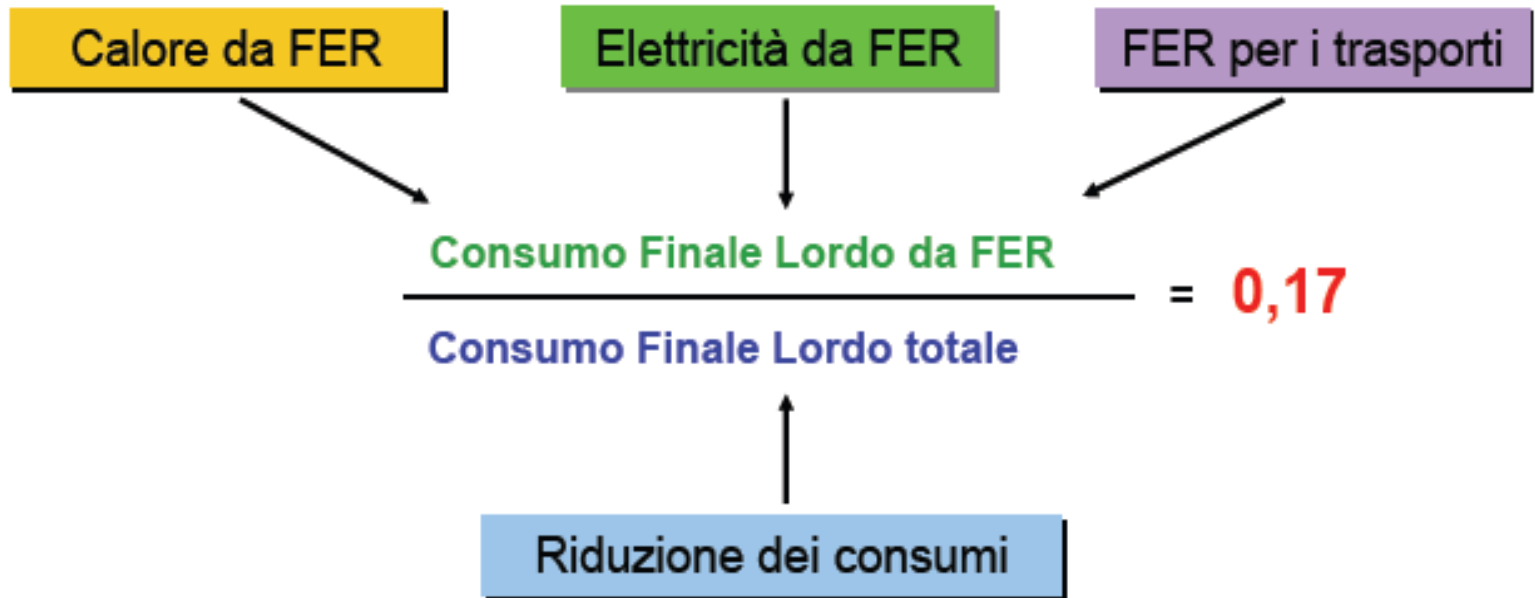 Calore da FER
Elettricità da FER
FER per i trasporti
Consumo Finale Lordo da FER
= 0,17
Consumo Finale Lordo totale
Riduzione dei consumi